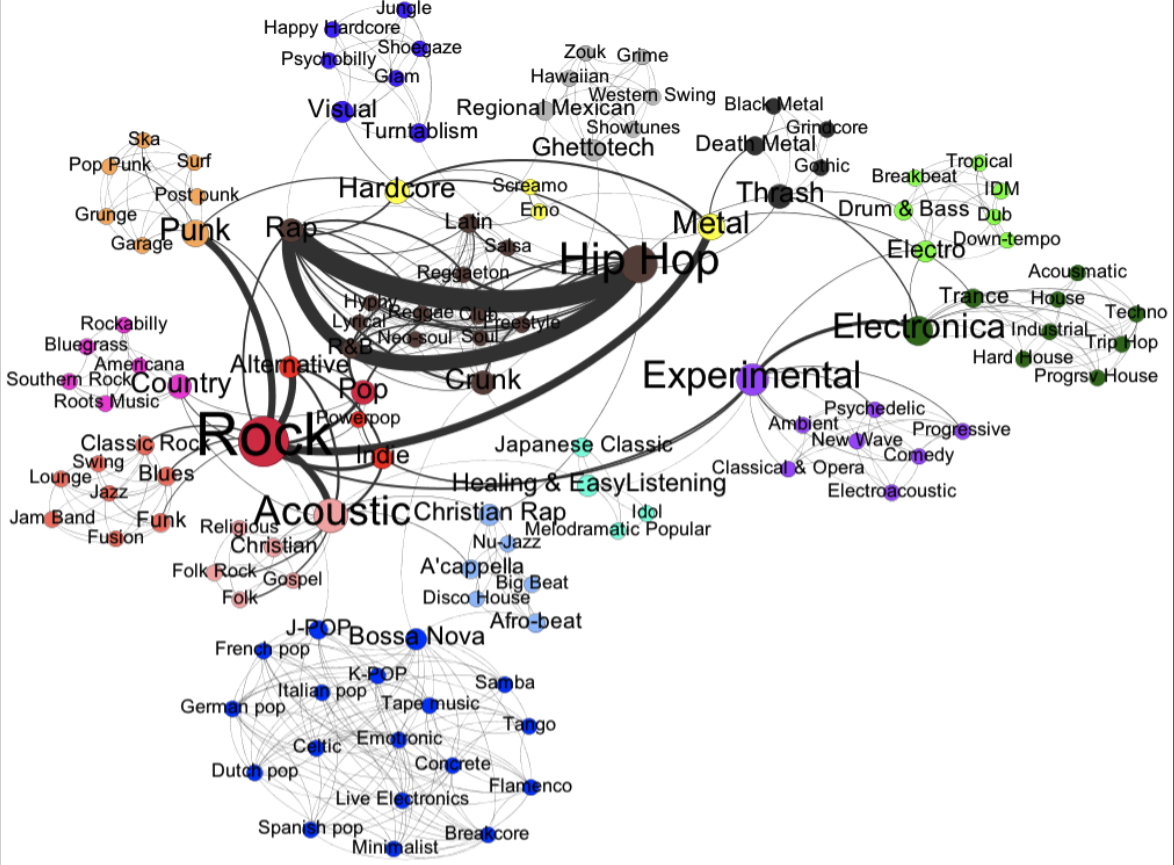 Jungle
Happy Hardcore
Shoegaze
Psychobilly
Glam
Visual
Turntablism
Zouk
Grime
Hawaiian
Western Swing
Regional Mexican
Showtunes
Ghettotech
Black Metal
Grindcore
Death Metal
Gothic
Thrash
Ska
Pop Punk
Surf
Post punk
Grunge
Garage
Punk
Hardcore
Screamo
Emo
Metal
Tropical
Breakbeat
IDM
Drum & Bass
Dub
Down-tempo
Electro
Rap
Latin
Salsa
Hip Hop
Reggaeton
Hyphy
Reggae
Club
Lyrical
Freestyle
Neo-soul
Soul
R&B
Crunk
Acousmatic
Trance
House
Techno
Electronica
Industrial
Trip Hop
Hard House
Progrsv House
Rockabilly
Bluegrass
Americana
Southern Rock
Country
Roots Music
Alternative
Pop
Powerpop
Rock
Indie
Experimental
Psychedelic
Ambient
Progressive
New Wave
Comedy
Classical & Opera
Electroacoustic
Classic Rock
Swing
Lounge
Blues
Jazz
Jam Band
Funk
Fusion
Japanese Classic
Healing & EasyListening
Idol
Melodramatic Popular
Acoustic
Religious
Christian
Folk Rock
Gospel
Folk
Christian Rap
Nu-Jazz
A'cappella
Big Beat
Disco House
Afro-beat
J-POP
Bossa Nova
French pop
K-POP
Samba
Italian pop
Tape music
German pop
Tango
Emotronic
Celtic
Concrete
Dutch pop
Flamenco
Live Electronics
Spanish pop
Breakcore
Minimalist